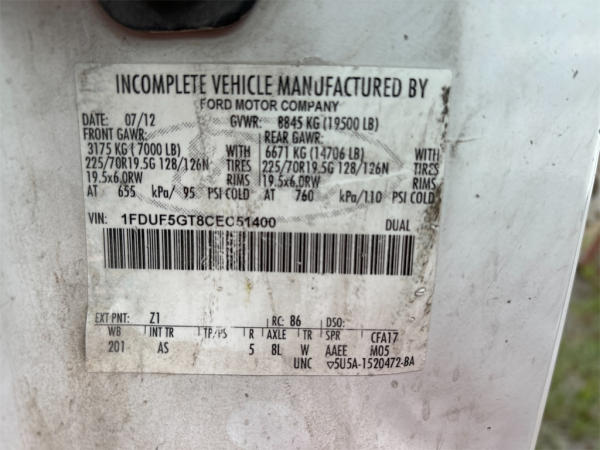 INCOMPLETE VEHICLE MANUFACTURED BY
FORD MOTOR COMPANY
DATE: 07/12 GVWR: 8845 KG (19500 LB)
FRONT GAWR: REAR GAWR:
3175 KG ( 7000 LB) WITH 6671 KG (14706 LB) WITH
225/70R19.5G 128/126N TIRES 225/70R19.5G 128/126N TIRES
19.5x6.0RW RIMS 19.5x6.0RW RIMS
AT 655 kPa/ 95 PSI COLD AT 760 kPa/110 PSI COLD
VIN: 1FDUF5GT8CEC51400 DUAL
EXT PNT: Z1 RC: 86 DSO:
WB INT TR TP/PS R AXLE TR SPR CFA17
201 AS 5 8L W AAEE M05
UNC ▽5U5A-1520472-BA